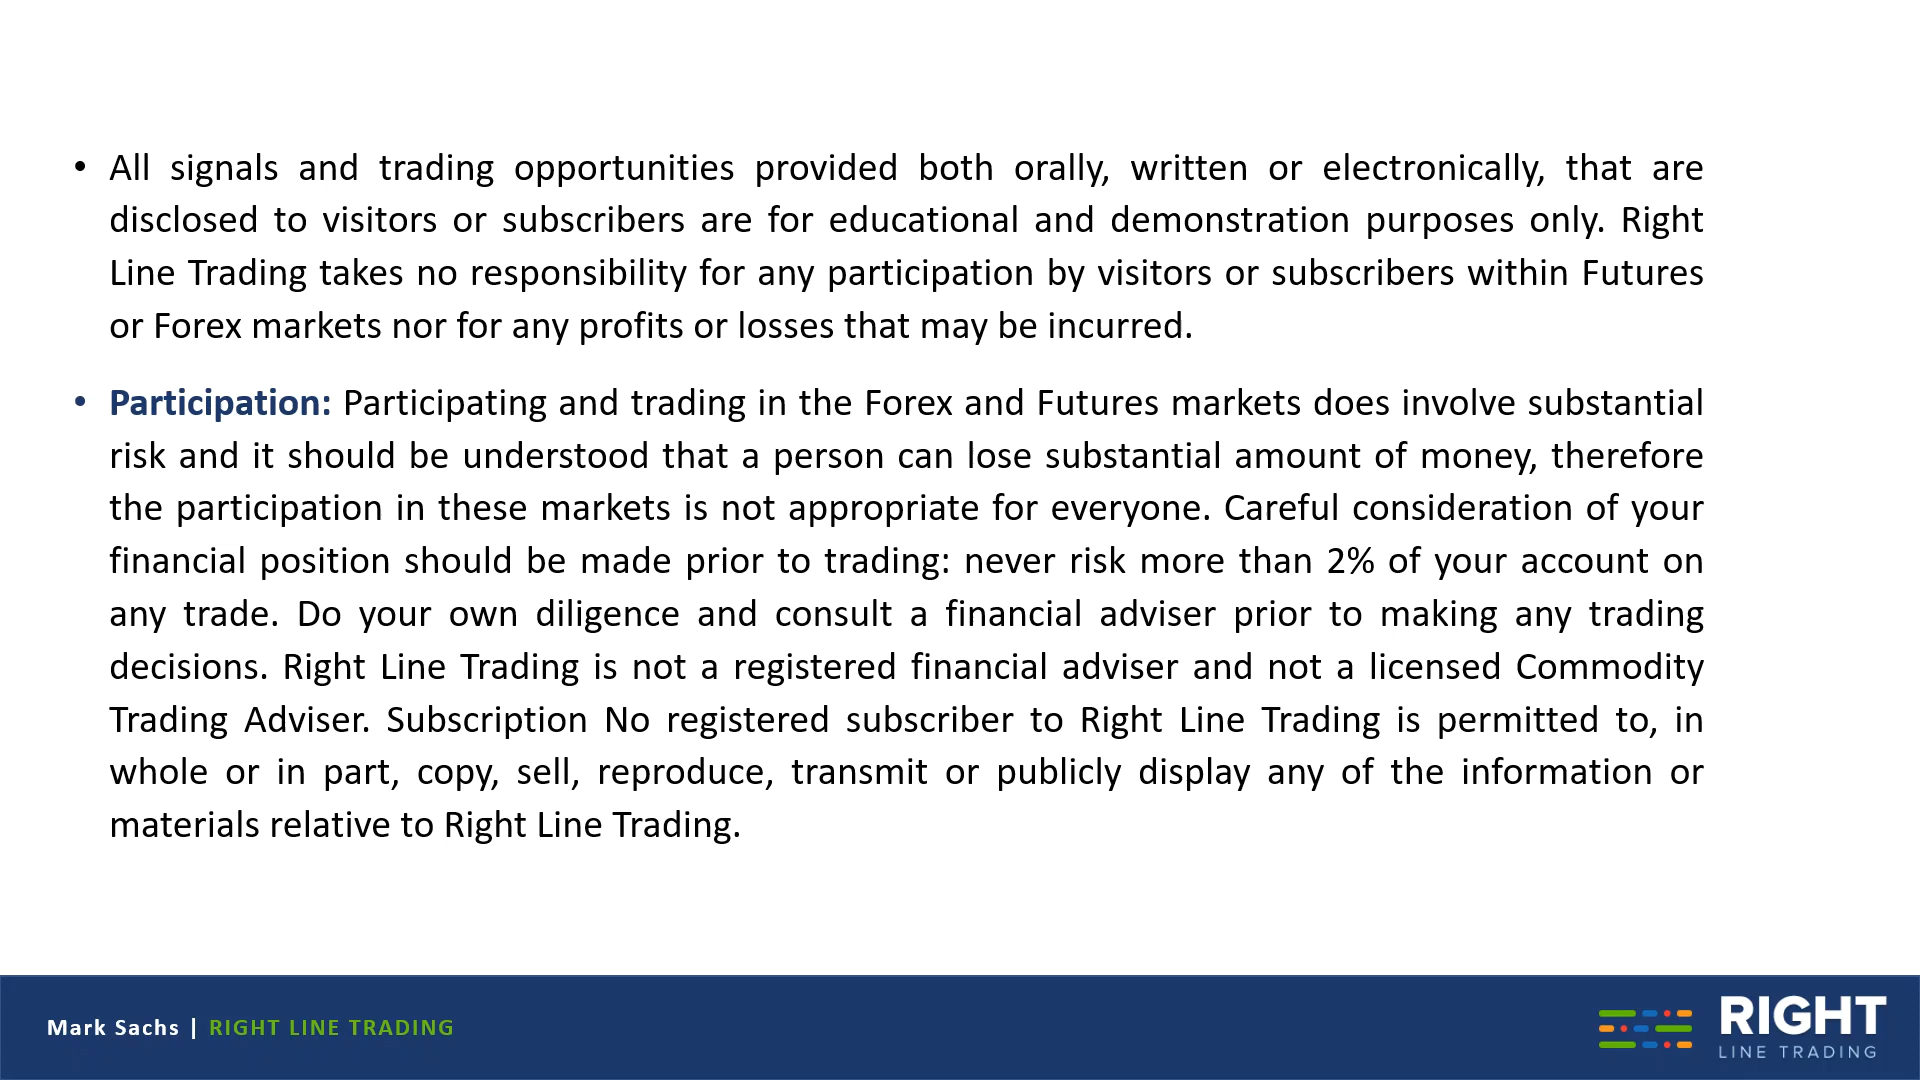 • All signals and trading opportunities provided both orally, written or electronically, that are
disclosed to visitors or subscribers are for educational and demonstration purposes only. Right
Line Trading takes no responsibility for any participation by visitors or subscribers within Futures
or Forex markets nor for any profits or losses that may be incurred.
• Participation: Participating and trading in the Forex and Futures markets does involve substantial
risk and it should be understood that a person can lose substantial amount of money, therefore
the participation in these markets is not appropriate for everyone. Careful consideration of your
financial position should be made prior to trading: never risk more than 2% of your account on
any trade. Do your own diligence and consult a financial adviser prior to making any trading
decisions. Right Line Trading is not a registered financial adviser and not a licensed Commodity
Trading Adviser. Subscription No registered subscriber to Right Line Trading is permitted to, in
whole or in part, copy, sell, reproduce, transmit or publicly display any of the information or
materials relative to Right Line Trading.
Mark Sachs | RIGHT LINE TRADING
RIGHT
LINE TRADING